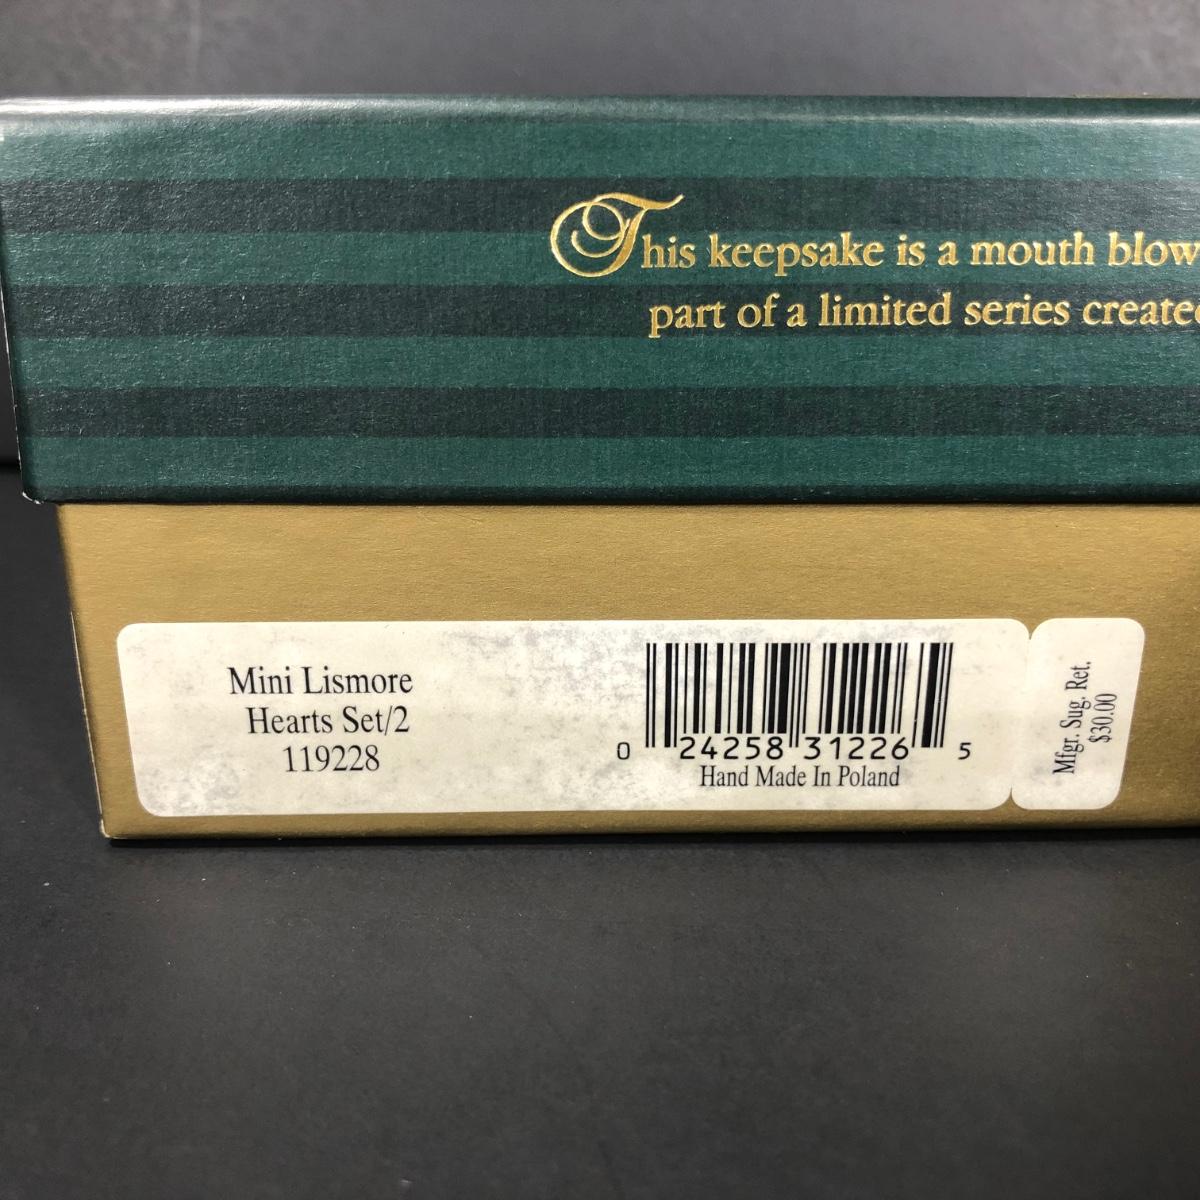 This keepsake is a mouth blow
part of a limited series create
Mini Lismore
Hearts Set/2
119228
0 24258 31226 5
Hand Made In Poland
Mfgr. Sug. Ret.
$30.00